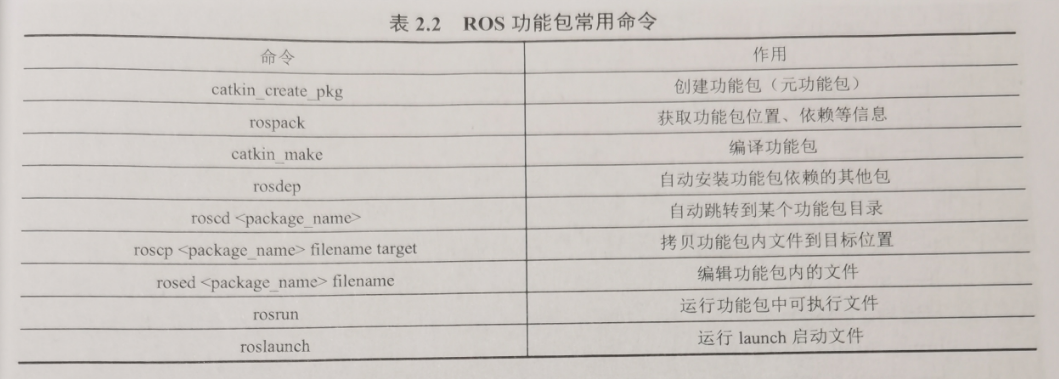 表 2.2 ROS 功能包常用命令
命令 作用
catkin_create_pkg 创建功能包（元功能包）
rospack 获取功能包位置、依赖等信息
catkin_make 编译功能包
rosdep 自动安装功能包依赖的其他包
roscd <package_name> 自动跳转到某个功能包目录
roscp <package_name> filename target 拷贝功能包内文件到目标位置
rosed <package_name> filename 编辑功能包内的文件
rosrun 运行功能包中可执行文件
roslaunch 运行 launch 启动文件